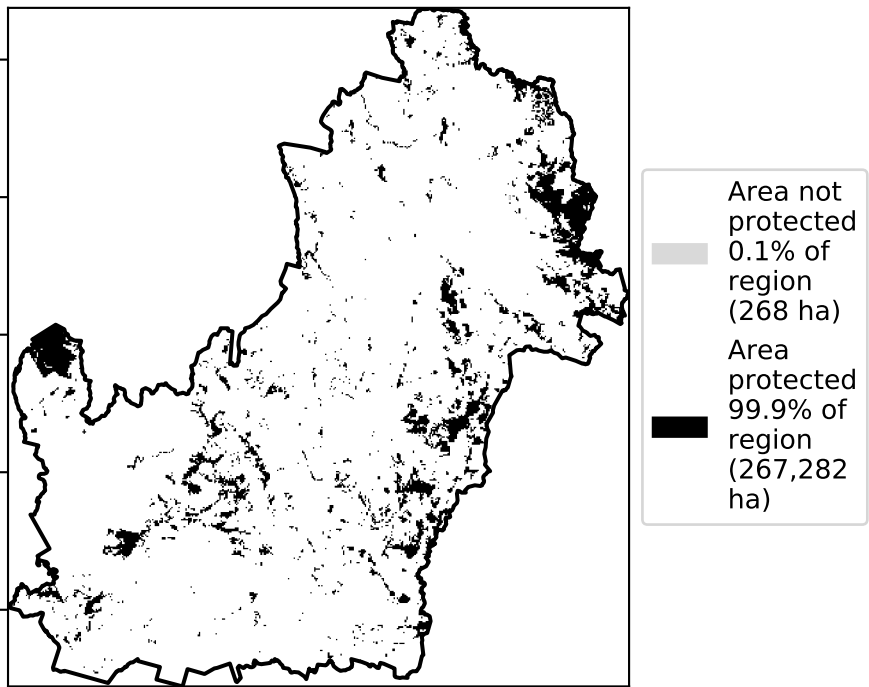 Area not
protected
0.1% of
region
(268 ha)
Area
protected
99.9% of
region
(267,282
ha)